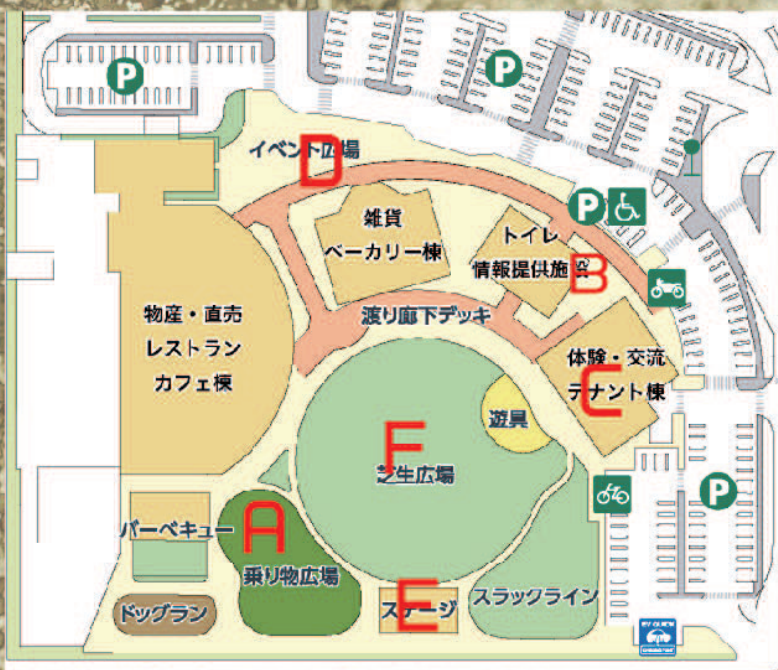 P
P
イベント広場
D
雑貨
ベーカリー棟
P
トイレ
情報提供施設
B
物産・直売
レストラン
カフェ棟
渡り廊下デッキ
体験・交流
テナント棟
C
遊具
F
芝生広場
P
バーベキュー
A
乗り物広場
ドッグラン
ステージ
E
スラックライン
EV QUICK